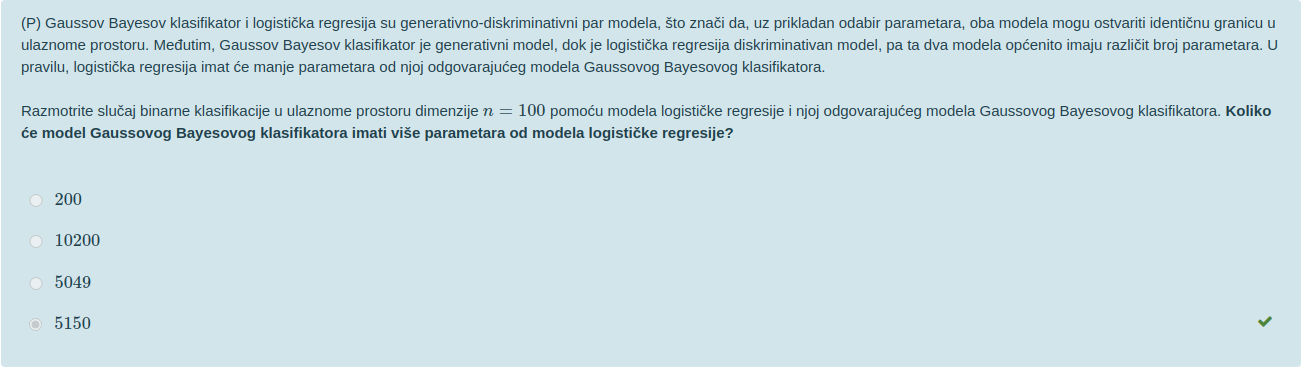 (P) Gaussov Bayesov klasifikator i logistička regresija su generativno-diskriminativni par modela, što znači da, uz prikladan odabir parametara, oba modela mogu ostvariti identičnu granicu u
ulaznome prostoru. Međutim, Gaussov Bayesov klasifikator je generativni model, dok je logistička regresija diskriminativan model, pa ta dva modela općenito imaju različit broj parametara. U
pravilu, logistička regresija imat će manje parametara od njoj odgovarajućeg modela Gaussovog Bayesovog klasifikatora.
Razmotrite slučaj binarne klasifikacije u ulaznome prostoru dimenzije n = 100 pomoću modela logističke regresije i njoj odgovarajućeg modela Gaussovog Bayesovog klasifikatora. Koliko
će model Gaussovog Bayesovog klasifikatora imati više parametara od modela logističke regresije?
200
10200
5049
5150